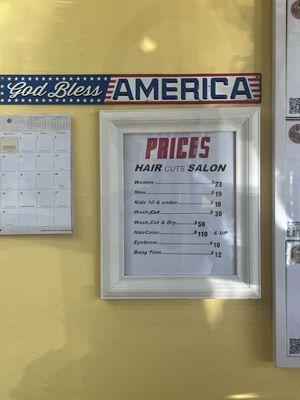 God Bless AMERICA
PRICES
HAIR CUTS SALON
Women $23
Men $19
Kids 10 & under $18
Wash,Cut $30
Wash,Cut & Dry $50
HairColor $110 & UP
Eyebrow $10
Bang Trim $12